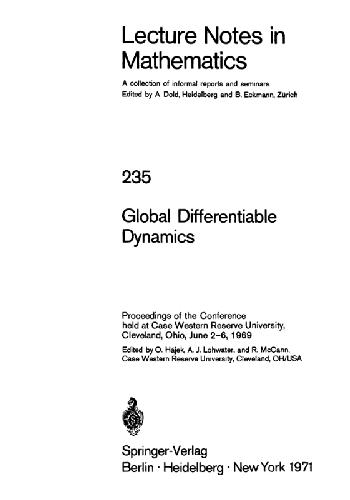 Lecture Notes in
Mathematics
A collection of informal reports and seminars
Edited by A. Dold, Heidelberg and B. Eckmann, Zürich
235
Global Differentiable
Dynamics
Proceedings of the Conference
held at Case Western Reserve University,
Cleveland, Ohio, June 2–6, 1969
Edited by O. Hajek, A. J. Lohwater, and R. McCann,
Case Western Reserve University, Cleveland, OH/USA
Springer-Verlag
Berlin · Heidelberg · New York 1971